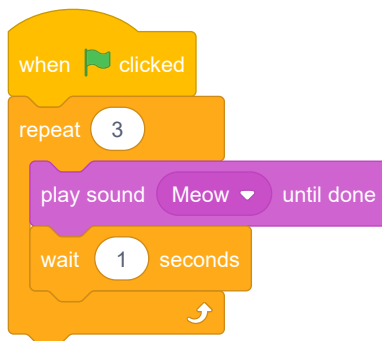 when clicked
repeat 3
play sound Meow until done
wait 1 seconds